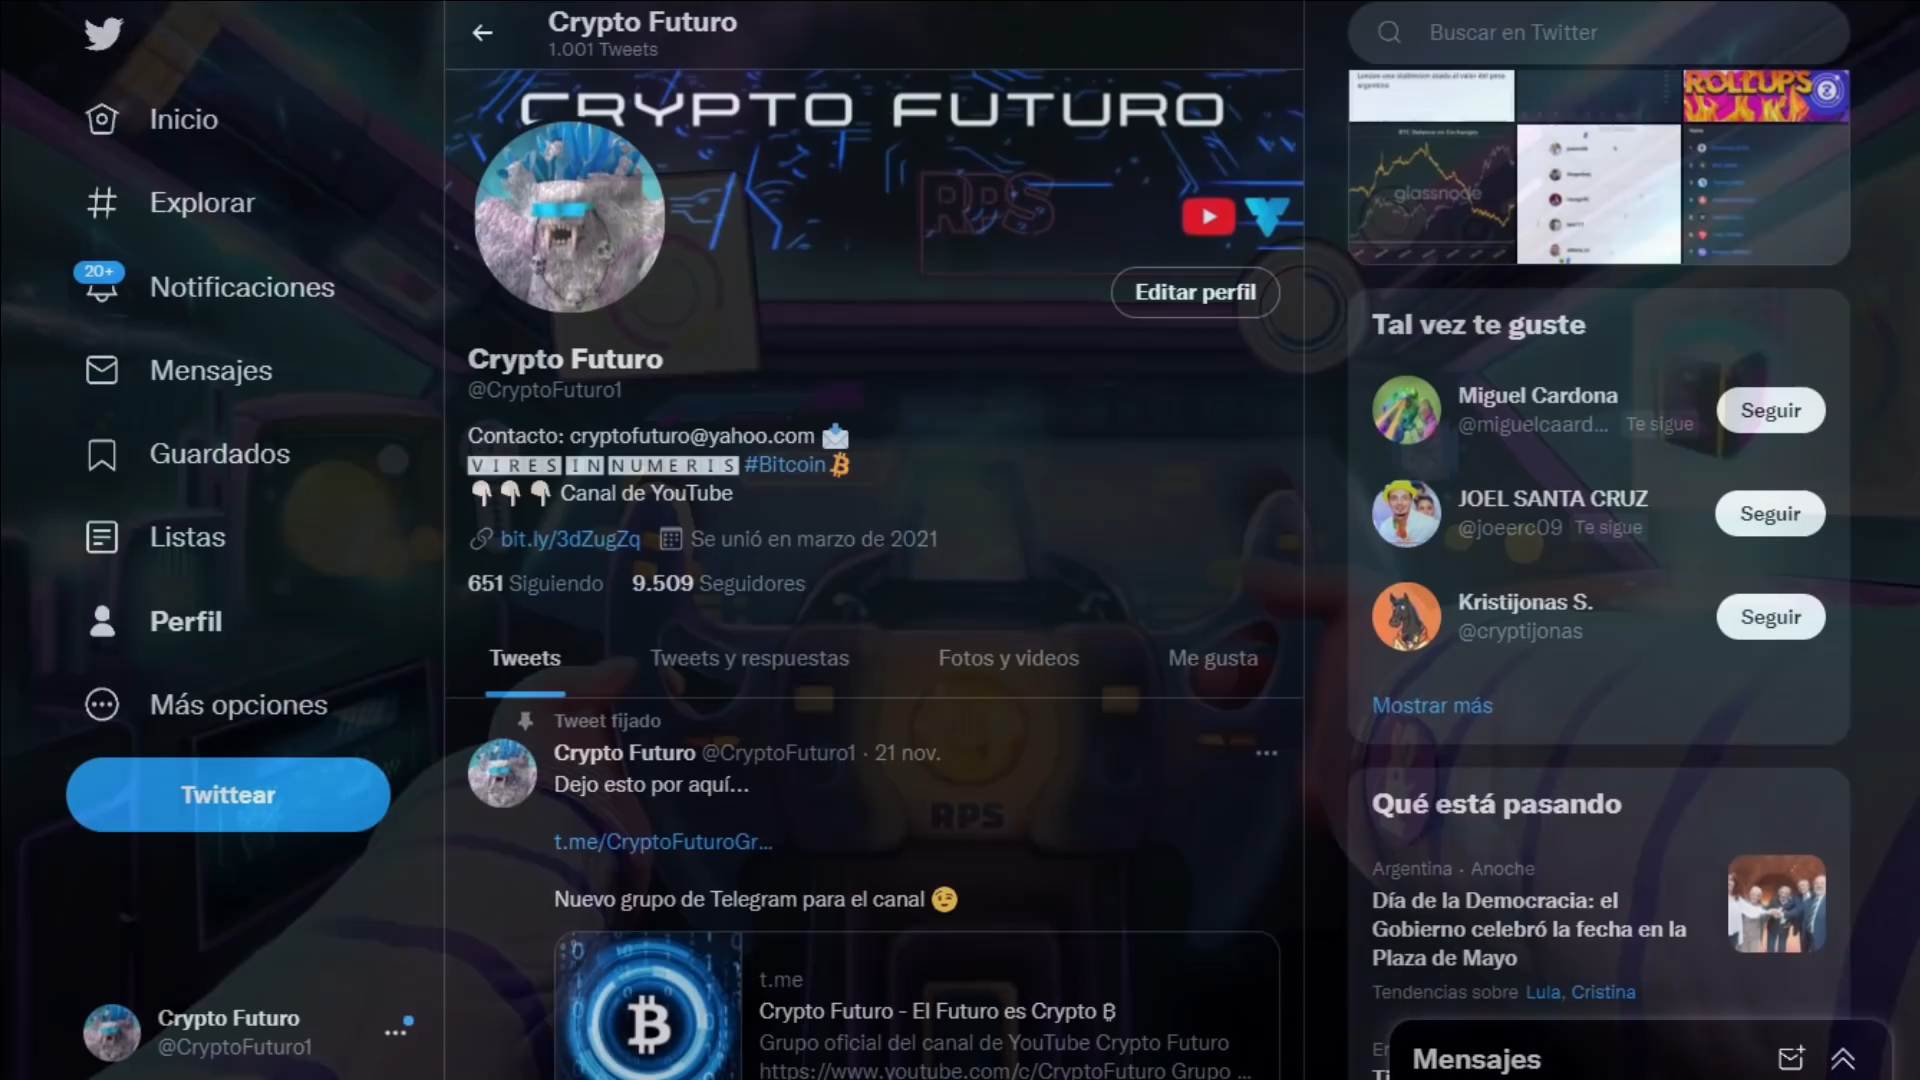 Inicio
Explorar
20+
Notificaciones
Mensajes
Guardados
Listas
Perfil
Más opciones
Twittear
Crypto Futuro
@CryptoFuturo1
Crypto Futuro
1.001 Tweets
CRYPTO FUTURO
RPS
Editar perfil
Crypto Futuro
@CryptoFuturo1
Contacto: cryptofuturo@yahoo.com 📩
VIRES IN NUMERIS #Bitcoin
👇👇👇 Canal de YouTube
bit.ly/3dZugZq Se unió en marzo de 2021
651 Siguiendo 9.509 Seguidores
Tweets Tweets y respuestas Fotos y videos Me gusta
Tweet fijado
Crypto Futuro @CryptoFuturo1 · 21 nov.
Dejo esto por aquí...
RPS
t.me/CryptoFuturoGr...
Nuevo grupo de Telegram para el canal 😉
t.me
Crypto Futuro - El Futuro es Crypto ₿
Grupo oficial del canal de YouTube Crypto Futuro
https://www.youtube.com/c/CryptoFuturo Grupo ...
Buscar en Twitter
ROLLUPS
BTC Balance on Exchanges
glassnode
Tal vez te guste
Miguel Cardona
@miguelcaard... Te sigue
Seguir
JOEL SANTA CRUZ
@joeerc09 Te sigue
Seguir
Kristijonas S.
@cryptijonas
Seguir
Mostrar más
Qué está pasando
Argentina · Anoche
Día de la Democracia: el
Gobierno celebró la fecha en la
Plaza de Mayo
Tendencias sobre Lula, Cristina
Mensajes